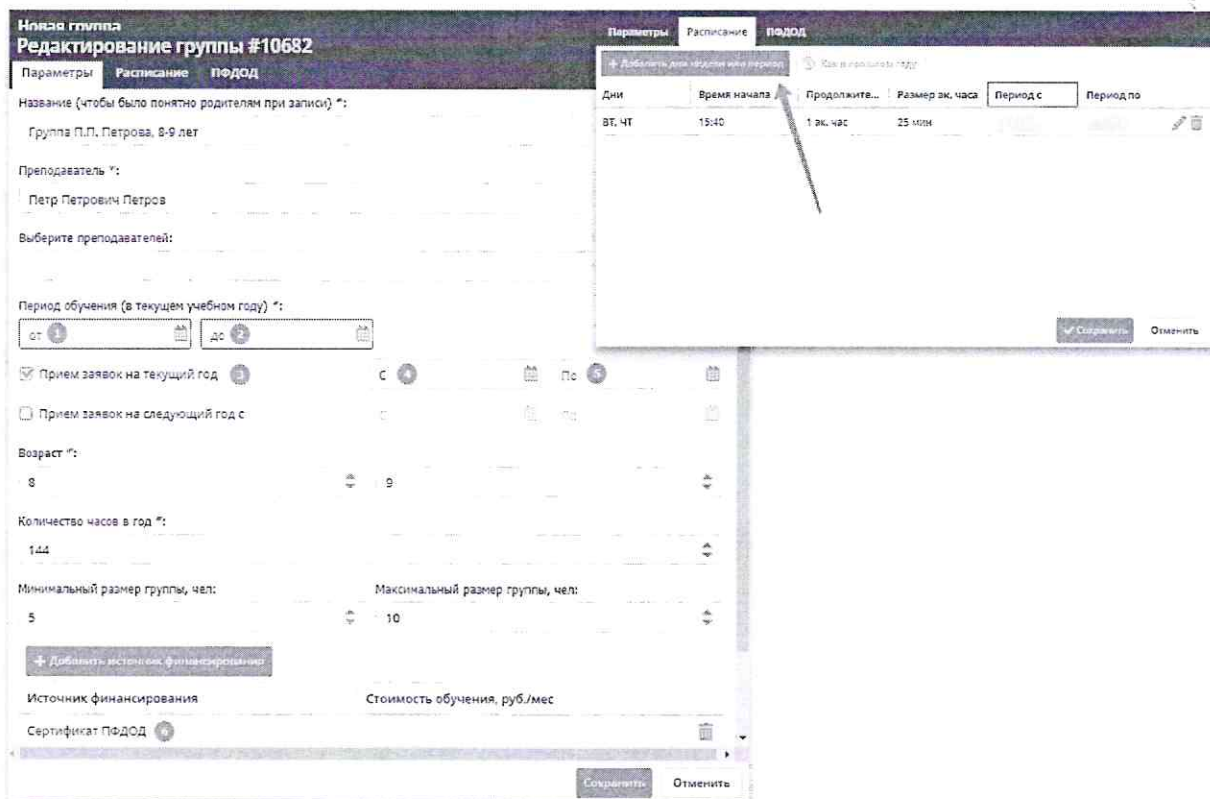 Новая группа
Редактирование группы #10682
Параметры Расписание ПФДОД
Название (чтобы было понятно родителям при записи) *:
Группа П.П. Петрова, 8-9 лет
Преподаватель *:
Петр Петрович Петров
Выберите преподавателей:
Период обучения (в текущем учебном году) *:
от 1 до 2
Прием заявок на текущий год 3 С 4 По 5
Прием заявок на следующий год с С По
Возраст *:
8 9
Количество часов в год *:
144
Минимальный размер группы, чел: Максимальный размер группы, чел:
5 10
+ Добавить источник финансирования
Источник финансирования Стоимость обучения, руб./мес
Сертификат ПФДОД 6
Сохранить Отменить
Параметры Расписание ПФДОД
+ Добавить дни недели или период Как в прошлом году
Дни Время начала Продолжите... Размер ак. часа Период с Период по
ВТ, ЧТ 15:40 1 ак. час 25 мин
Сохранить Отменить